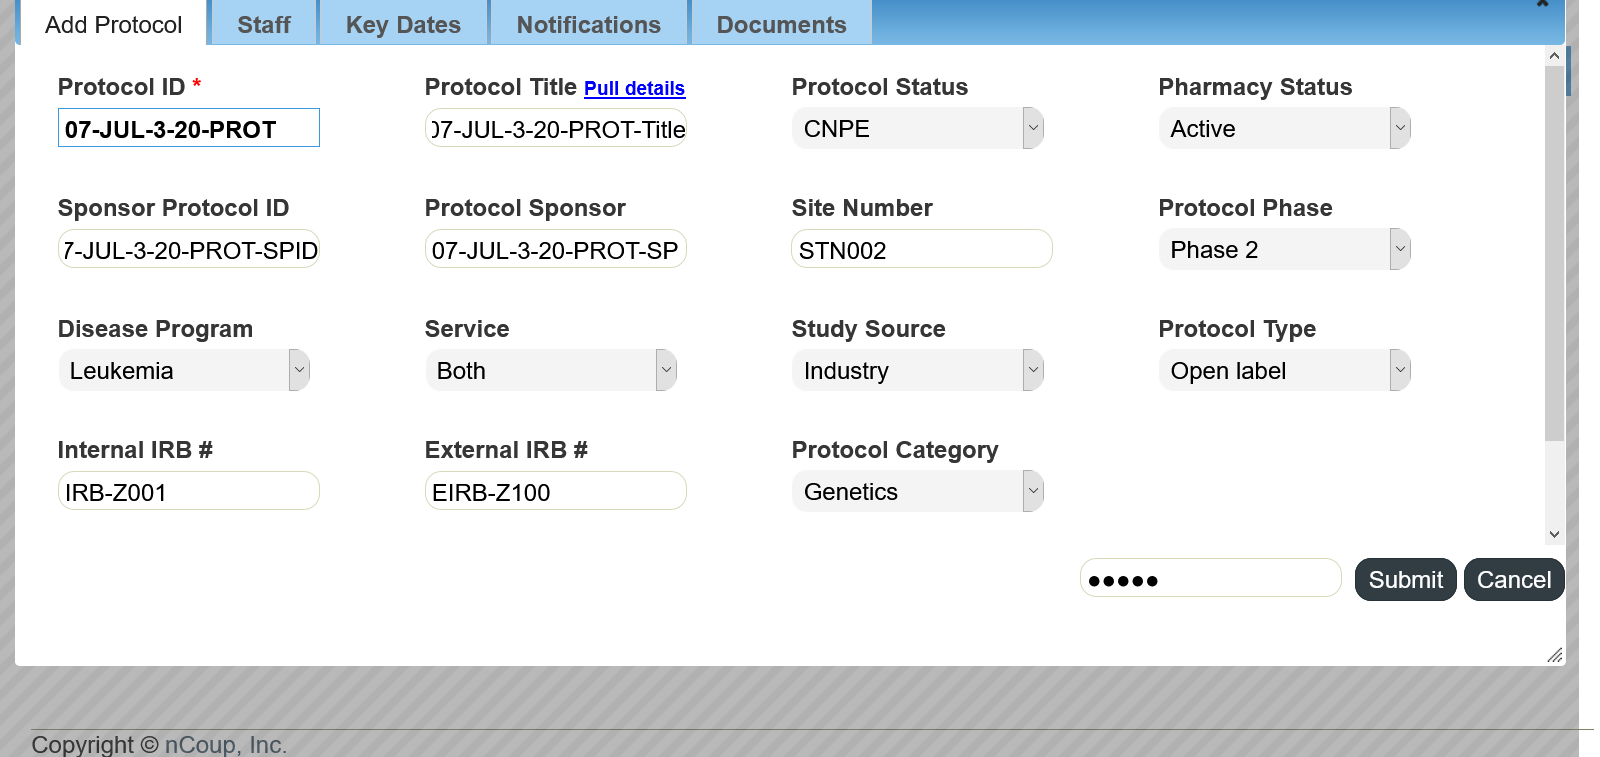 Add Protocol Staff Key Dates Notifications Documents
Protocol ID * Protocol Title Pull details Protocol Status Pharmacy Status
07-JUL-3-20-PROT 07-JUL-3-20-PROT-Title CNPE Active
Sponsor Protocol ID Protocol Sponsor Site Number Protocol Phase
7-JUL-3-20-PROT-SPID 07-JUL-3-20-PROT-SP STN002 Phase 2
Disease Program Service Study Source Protocol Type
Leukemia Both Industry Open label
Internal IRB # External IRB # Protocol Category
IRB-Z001 EIRB-Z100 Genetics
●●●●● Submit Cancel
Copyright © nCoup, Inc.